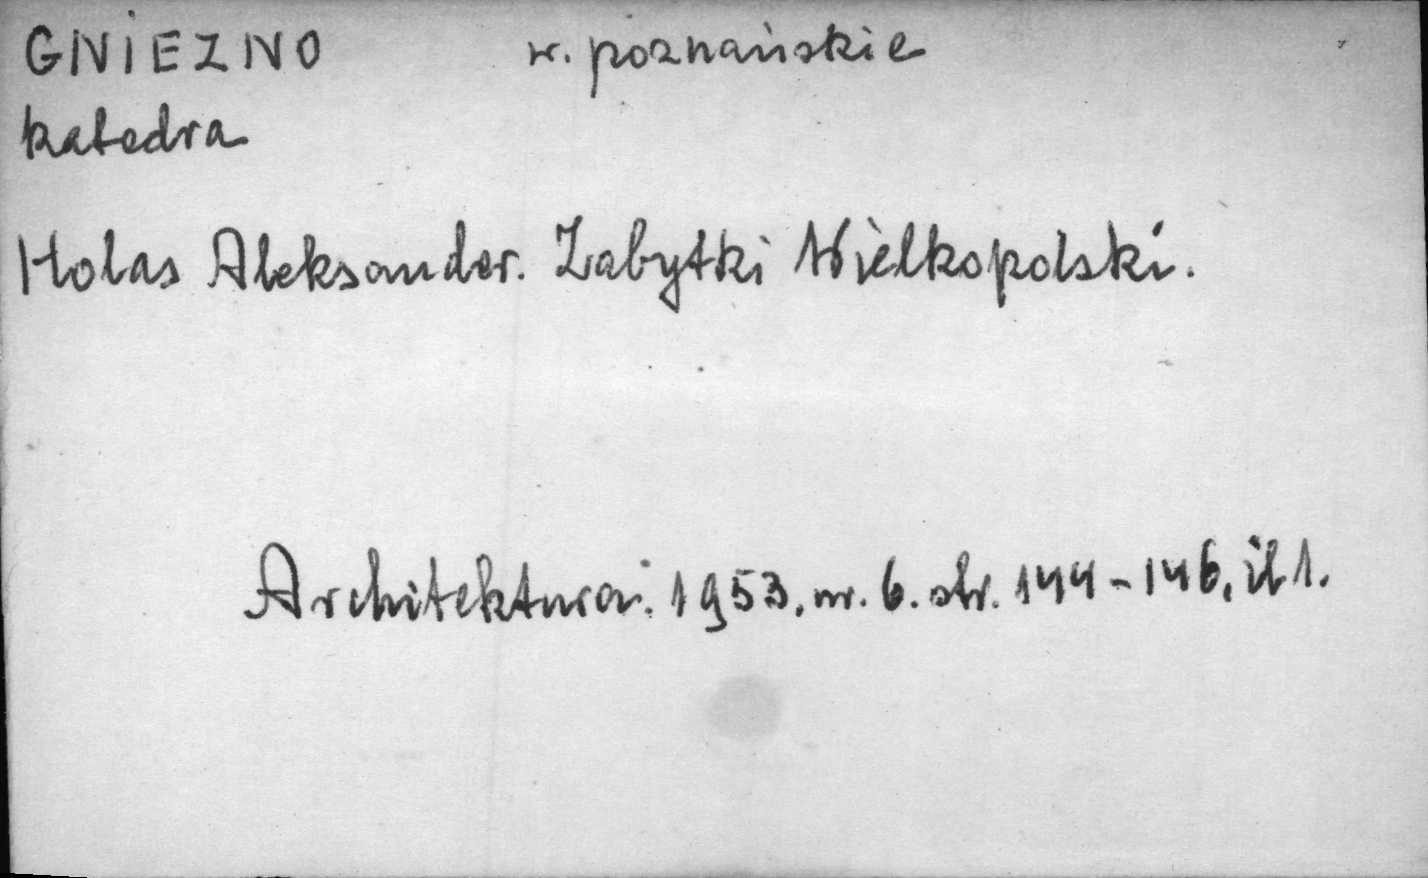 GNIEZNO w. poznańskie
katedra
Holas Aleksander. Zabytki Wielkopolski.
Architektura. 1953, nr. 6. str. 144-146, il 1.